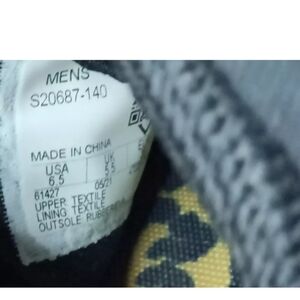 MENS
S20687-140
MADE IN CHINA
USA UK
6.5 5.5
61427 05/21
UPPER TEXTILE
LINING TEXTILE
OUTSOLE